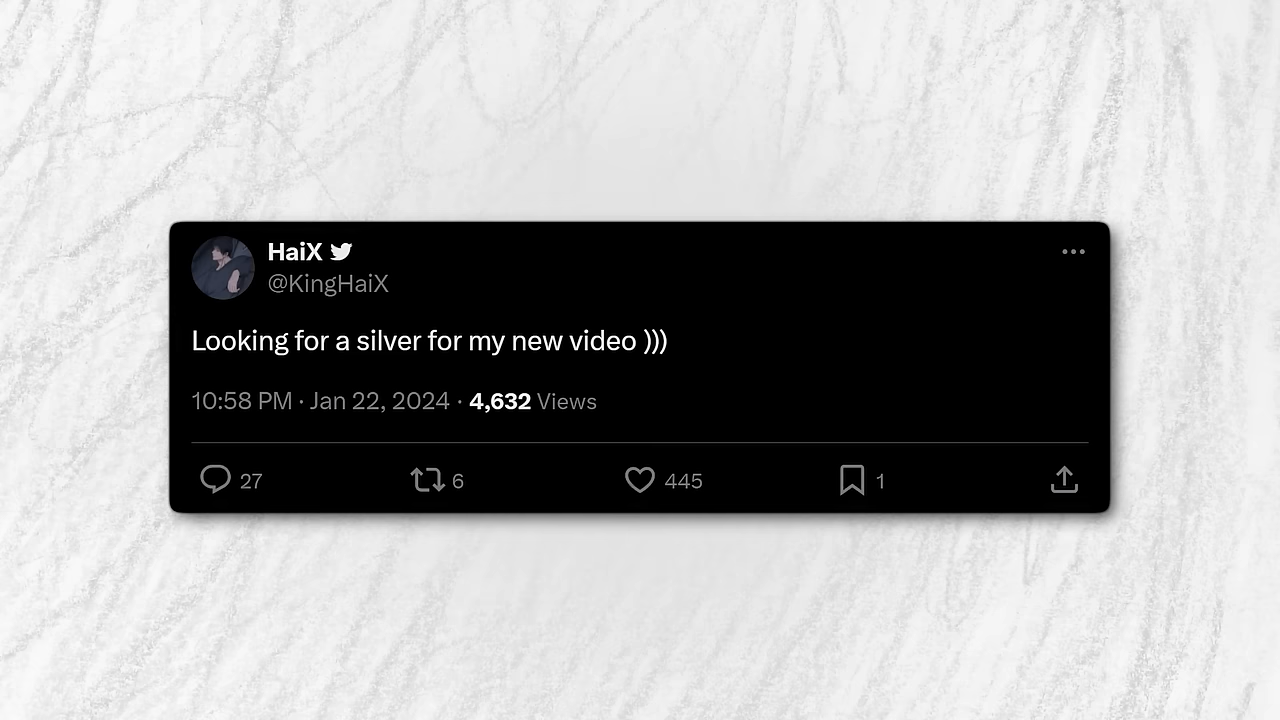 HaiX
@KingHaiX
Looking for a silver for my new video )))
10:58 PM · Jan 22, 2024 · 4,632 Views
27 6 445 1